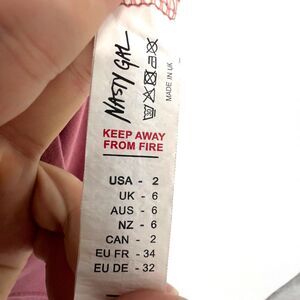 NASTY GAL
MADE IN UK
KEEP AWAY
FROM FIRE
USA - 2
UK - 6
AUS - 6
NZ - 6
CAN - 2
EU FR - 34
EU DE - 32